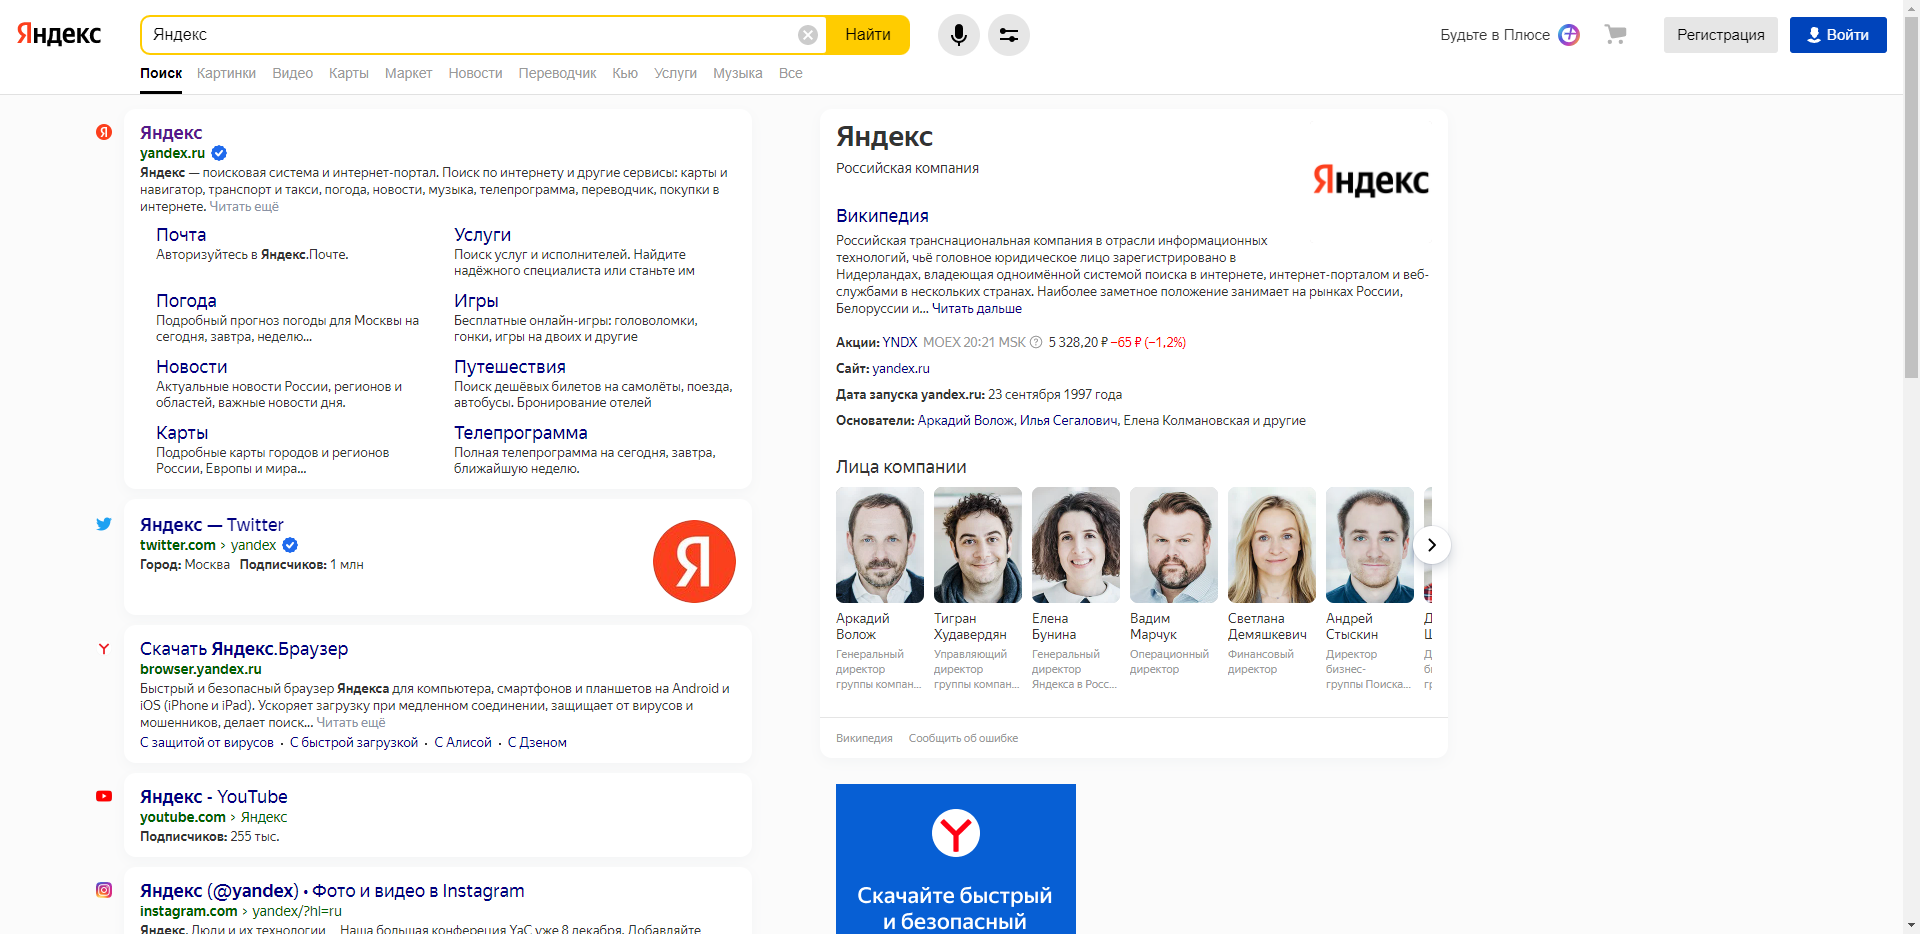 Яндекс
Яндекс
Найти
Будьте в Плюсе
Регистрация
Войти
Поиск Картинки Видео Карты Маркет Новости Переводчик Кью Услуги Музыка Все
Яндекс
yandex.ru
Яндекс — поисковая система и интернет-портал. Поиск по интернету и другие сервисы: карты и
навигатор, транспорт и такси, погода, новости, музыка, телепрограмма, переводчик, покупки в
интернете. Читать ещё
Почта
Авторизуйтесь в Яндекс.Почте.
Услуги
Поиск услуг и исполнителей. Найдите
надёжного специалиста или станьте им
Погода
Подробный прогноз погоды для Москвы на
сегодня, завтра, неделю...
Игры
Бесплатные онлайн-игры: головоломки,
гонки, игры на двоих и другие
Новости
Актуальные новости России, регионов и
областей, важные новости дня.
Путешествия
Поиск дешёвых билетов на самолёты, поезда,
автобусы. Бронирование отелей
Карты
Подробные карты городов и регионов
России, Европы и мира...
Телепрограмма
Полная телепрограмма на сегодня, завтра,
ближайшую неделю.
Яндекс — Twitter
twitter.com › yandex
Город: Москва Подписчиков: 1 млн
Я
Скачать Яндекс.Браузер
browser.yandex.ru
Быстрый и безопасный браузер Яндекса для компьютера, смартфонов и планшетов на Android и
iOS (iPhone и iPad). Ускоряет загрузку при медленном соединении, защищает от вирусов и
мошенников, делает поиск... Читать ещё
С защитой от вирусов · С быстрой загрузкой · С Алисой · С Дзеном
Яндекс - YouTube
youtube.com › Яндекс
Подписчиков: 255 тыс.
Яндекс (@yandex) • Фото и видео в Instagram
instagram.com › yandex/?hl=ru
Яндекс. Люди и их технологии... Наша большая конференция YaC уже 8 декабря. Добавляйте
Яндекс
Российская компания
Яндекс
Википедия
Российская транснациональная компания в отрасли информационных
технологий, чьё головное юридическое лицо зарегистрировано в
Нидерландах, владеющая одноимённой системой поиска в интернете, интернет-порталом и веб-
службами в нескольких странах. Наиболее заметное положение занимает на рынках России,
Белоруссии и... Читать дальше
Акции: YNDX MOEX 20:21 MSK ? 5 328,20 ₽ −65 ₽ (−1,2%)
Сайт: yandex.ru
Дата запуска yandex.ru: 23 сентября 1997 года
Основатели: Аркадий Волож, Илья Сегалович, Елена Колмановская и другие
Лица компании
Аркадий
Волож
Генеральный
директор
группы компан...
Тигран
Худавердян
Управляющий
директор
группы компан...
Елена
Бунина
Генеральный
директор
Яндекса в Росс...
Вадим
Марчук
Операционный
директор
Светлана
Демяшкевич
Финансовый
директор
Андрей
Стыскин
Директор
бизнес-
группы Поиска...
Википедия Сообщить об ошибке
Скачайте быстрый
и безопасный